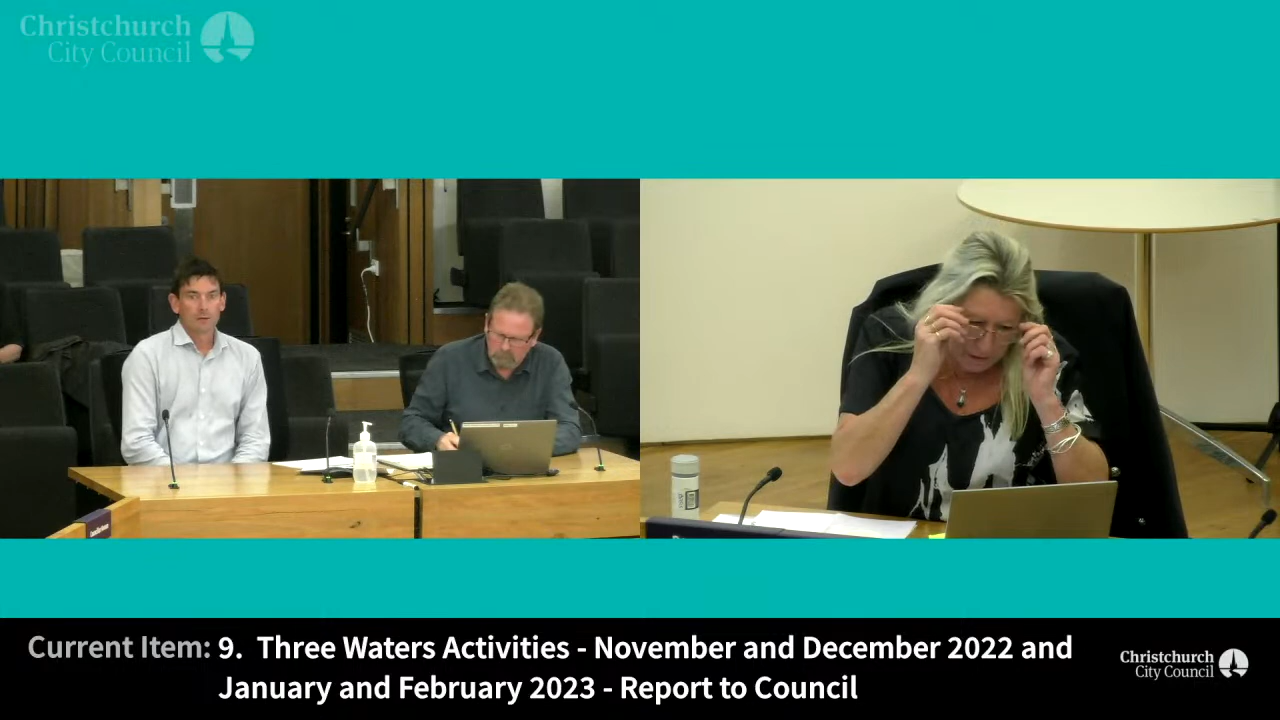 Christchurch
City Council
Current Item: 9. Three Waters Activities - November and December 2022 and
January and February 2023 - Report to Council
Christchurch
City Council